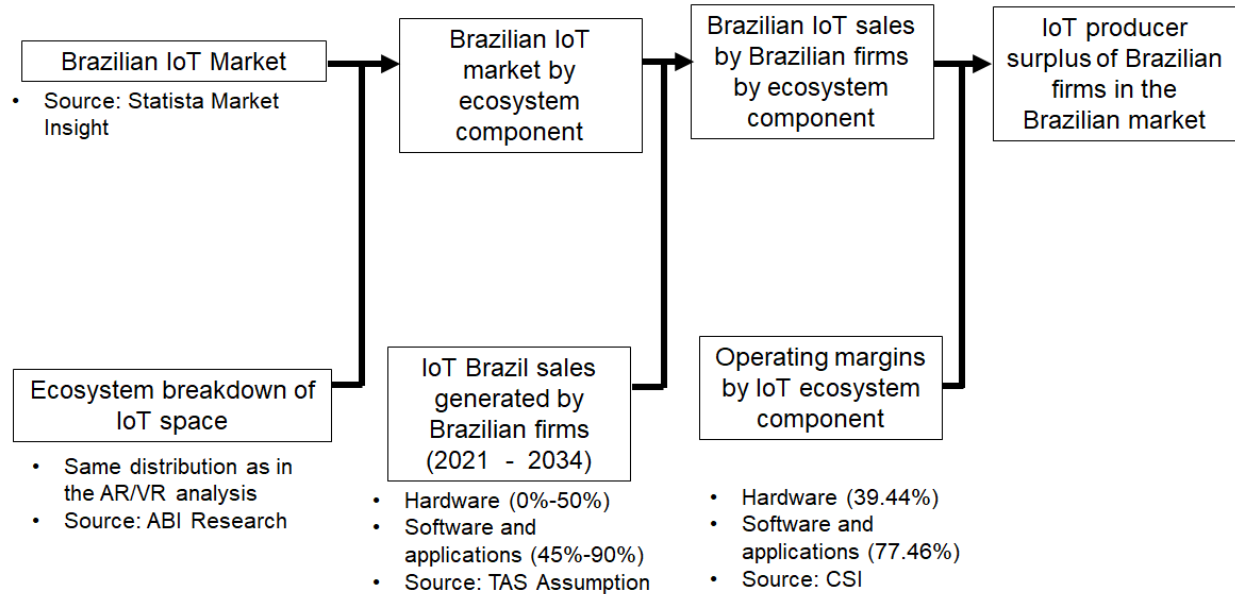 Brazilian IoT Market
• Source: Statista Market
Insight
Brazilian IoT
market by
ecosystem
component
Brazilian IoT sales
by Brazilian firms
by ecosystem
component
IoT producer
surplus of Brazilian
firms in the
Brazilian market
Ecosystem breakdown of
IoT space
• Same distribution as in
the AR/VR analysis
• Source: ABI Research
IoT Brazil sales
generated by
Brazilian firms
(2021 - 2034)
• Hardware (0%-50%)
• Software and
applications (45%-90%)
• Source: TAS Assumption
Operating margins
by IoT ecosystem
component
• Hardware (39.44%)
• Software and
applications (77.46%)
• Source: CSI